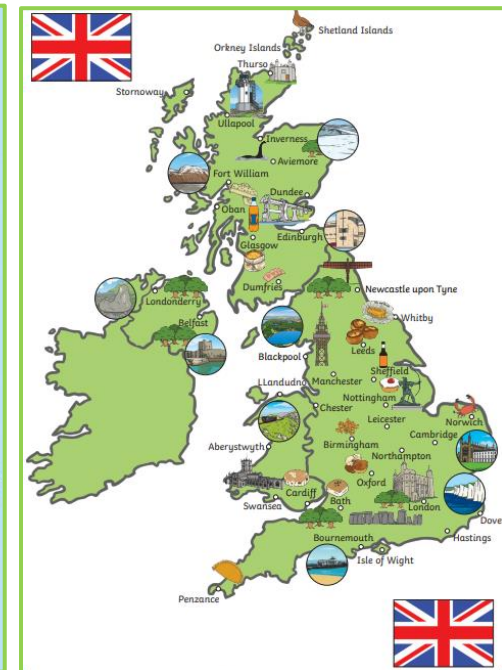 Shetland Islands
Orkney Islands
Thurso
Stornoway
Ullapool
Inverness
Aviemore
Fort William
Dundee
Oban
Edinburgh
Glasgow
Dumfries
Newcastle upon Tyne
Londonderry
Belfast
Whitby
Leeds
Blackpool
Sheffield
Manchester
LLandudno
Nottingham
Chester
Norwich
Leicester
Cambridge
Aberystwyth
Birmingham
Northampton
Oxford
Cardiff
Bath
London
Swansea
Dove
Bournemouth
Hastings
Isle of Wight
Penzance